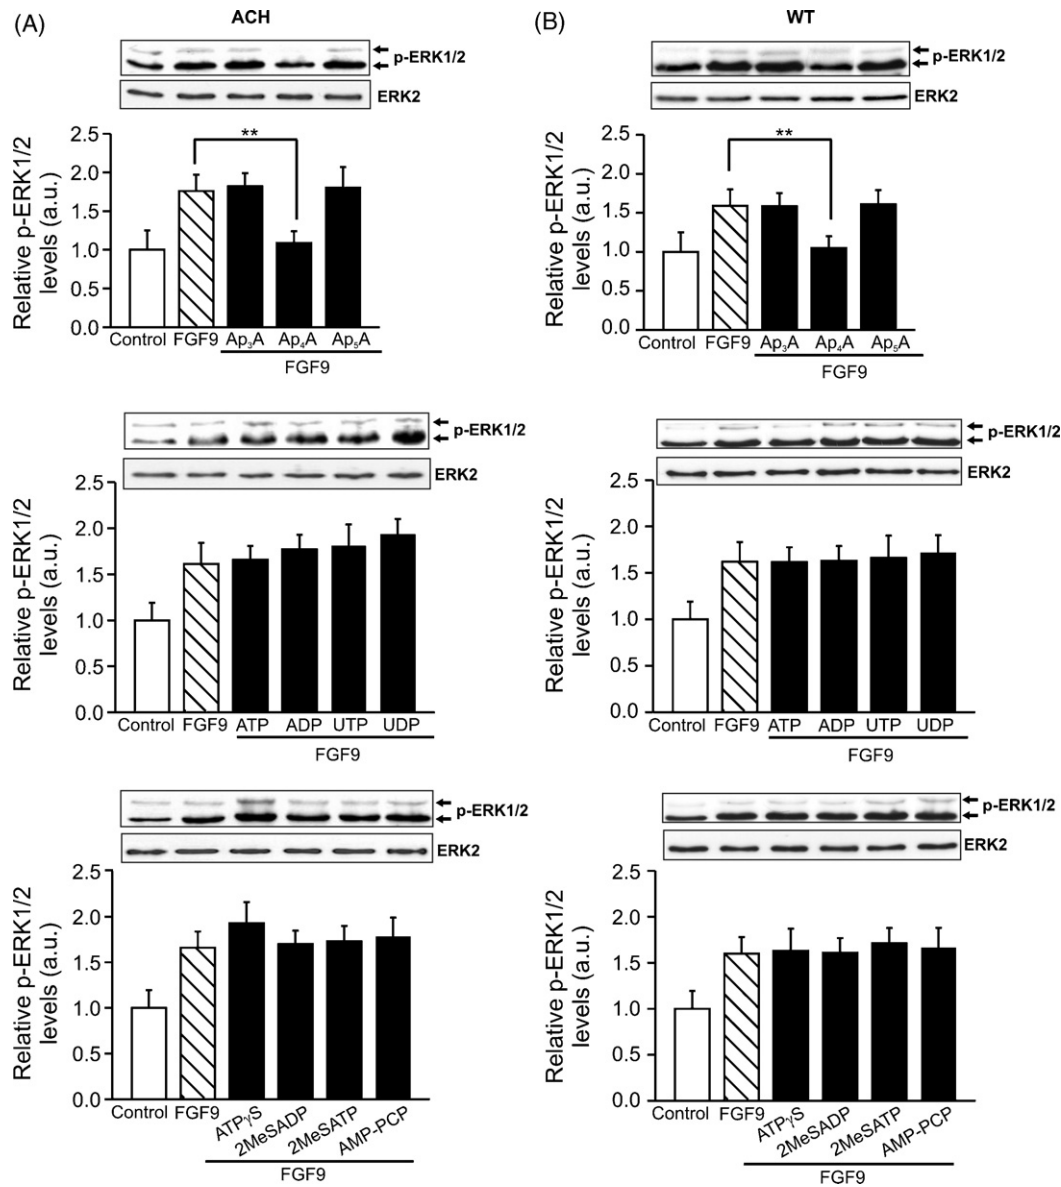 (A)
ACH
p-ERK1/2
ERK2
Relative p-ERK1/2
levels (a.u.)
2.5
2.0
1.5
1.0
0.5
0.0
**
Control FGF9 Ap₃A Ap₄A Ap₅A
FGF9
p-ERK1/2
ERK2
Relative p-ERK1/2
levels (a.u.)
2.5
2.0
1.0
1.5
0.0
Control FGF9 ATP ADP UTP UDP
FGF9
p-ERK1/2
ERK2
Relative p-ERK1/2
levels (a.u.)
2.5
2.0
1.5
1.0
0.5
0.0
Control FGF9 ATPγS 2MeSADP 2MeSATP AMP-PCP
FGF9
(B)
WT
p-ERK1/2
ERK2
Relative p-ERK1/2
levels (a.u.)
2.5
2.0
1.5
1.0
0.5
0.0
**
Control FGF9 Ap₃A Ap₄A Ap₅A
FGF9
p-ERK1/2
ERK2
Relative p-ERK1/2
levels (a.u.)
2.5
2.0
1.5
1.0
0.5
0.0
Control FGF9 ATP ADP UTP UDP
FGF9
p-ERK1/2
ERK2
Relative p-ERK1/2
levels (a.u.)
2.5
2.0
1.5
1.0
0.5
0.0
Control FGF9 ATPγS 2MeSADP 2MeSATP AMP-PCP
FGF9